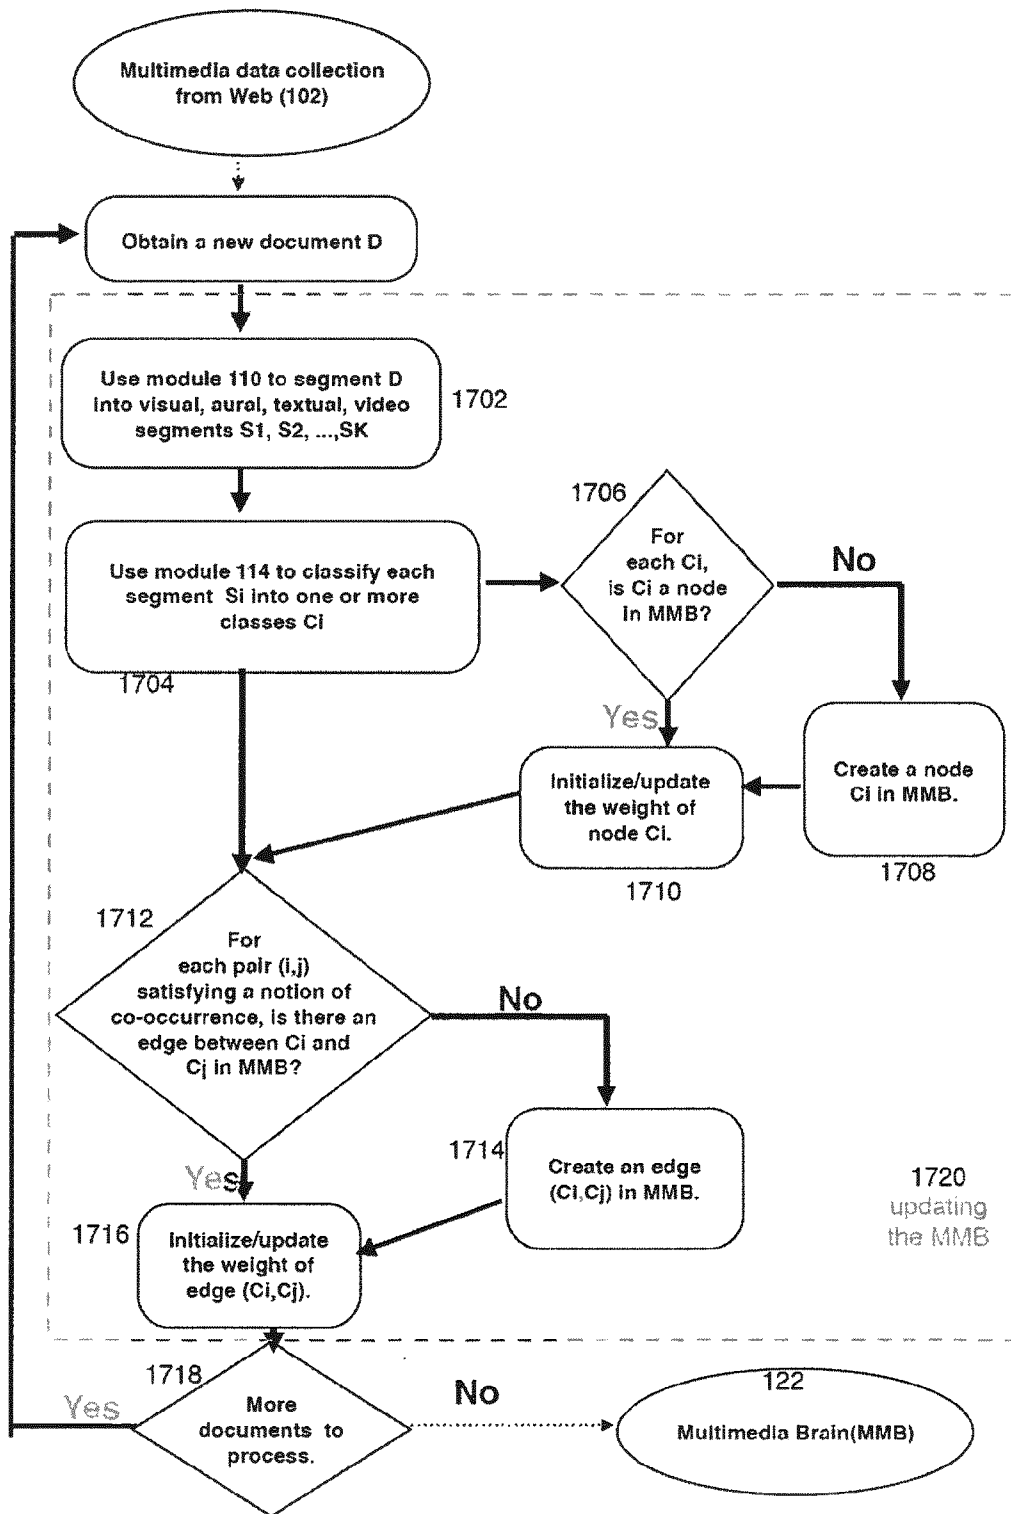 Multimedia data collection
from Web (102)
Obtain a new document D
Use module 110 to segment D
into visual, aural, textual, video
segments S1, S2, ...,SK
1702
Use module 114 to classify each
segment Si into one or more
classes Ci
1704
1706
For
each Ci,
is Ci a node
in MMB?
No
Yes
Create a node
Ci in MMB.
1708
Initialize/update
the weight of
node Ci.
1710
1712
For
each pair (i,j)
satisfying a notion of
co-occurrence, is there an
edge between Ci and
Cj in MMB?
No
Yes
1714
Create an edge
(Ci,Cj) in MMB.
1716
Initialize/update
the weight of
edge (Ci,Cj).
1720
updating
the MMB
1718
More
documents to
process.
Yes
No
122
Multimedia Brain(MMB)